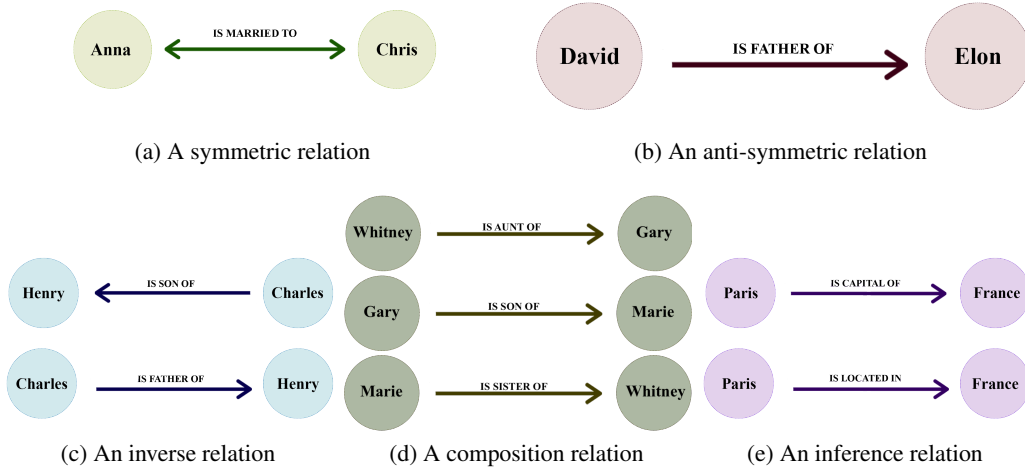 Anna
IS MARRIED TO
Chris
David
IS FATHER OF
Elon
(a) A symmetric relation
(b) An anti-symmetric relation
Henry
IS SON OF
Charles
Charles
IS FATHER OF
Henry
(c) An inverse relation
Whitney
IS AUNT OF
Gary
Gary
IS SON OF
Marie
Marie
IS SISTER OF
Whitney
(d) A composition relation
Paris
IS CAPITAL OF
France
Paris
IS LOCATED IN
France
(e) An inference relation